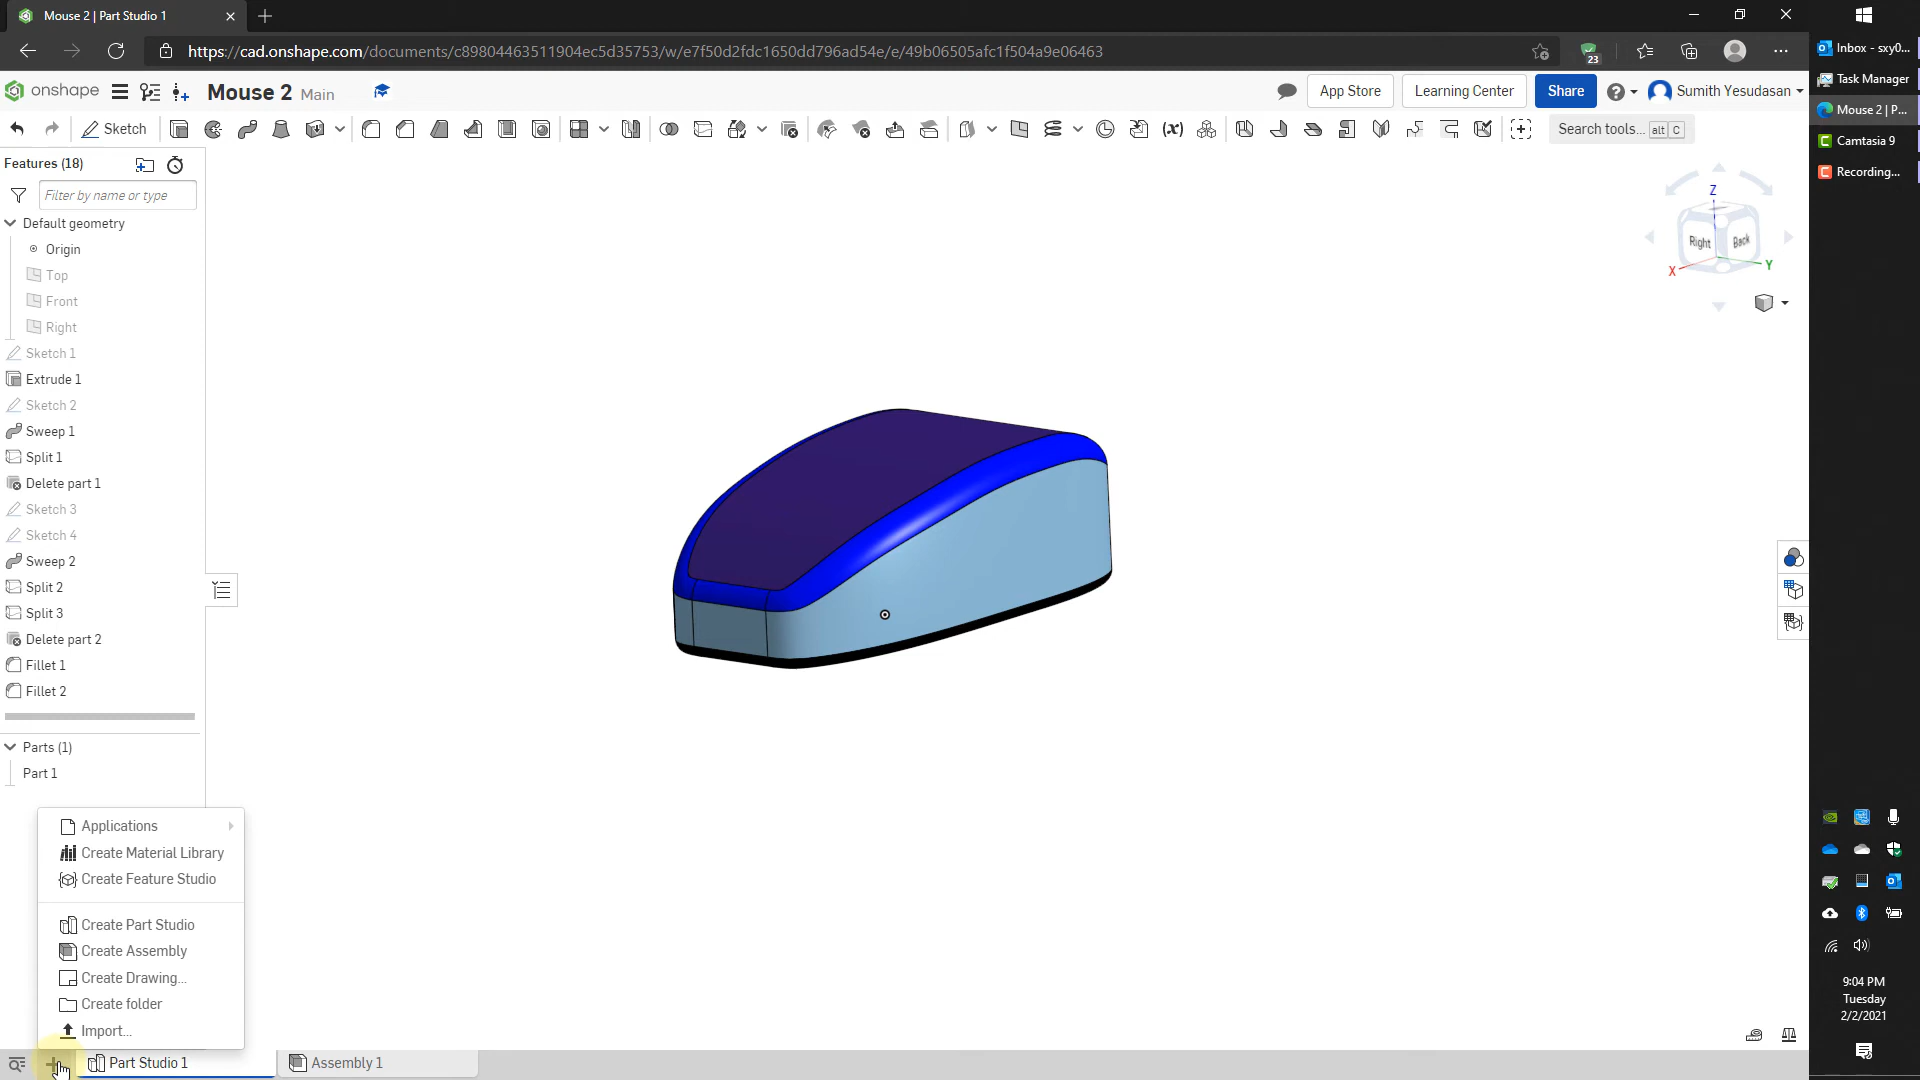 Mouse 2 | Part Studio 1
https://cad.onshape.com/documents/c89804463511904ec5d35753/w/e7f50d2fdc1650dd796ad54e/e/49b06505afc1f504a9e06463
23
onshape
Mouse 2 Main
App Store
Learning Center
Share
Sumith Yesudasan
Sketch
Search tools... alt C
Features (18)
Filter by name or type
Default geometry
Origin
Top
Front
Right
Sketch 1
Extrude 1
Sketch 2
Sweep 1
Split 1
Delete part 1
Sketch 3
Sketch 4
Sweep 2
Split 2
Split 3
Delete part 2
Fillet 1
Fillet 2
Parts (1)
Part 1
Applications
Create Material Library
Create Feature Studio
Create Part Studio
Create Assembly
Create Drawing...
Create folder
Import...
Part Studio 1
Assembly 1
Z
Right
Back
X
Y
Inbox - sxy0...
Task Manager
Mouse 2 | P...
Camtasia 9
Recording...
9:04 PM
Tuesday
2/2/2021